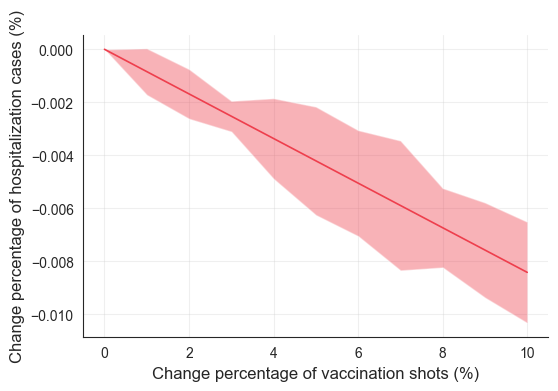 Change percentage of hospitalization cases (%)
0.000
−0.002
−0.004
−0.006
−0.008
−0.010
0 2 4 6 8 10
Change percentage of vaccination shots (%)